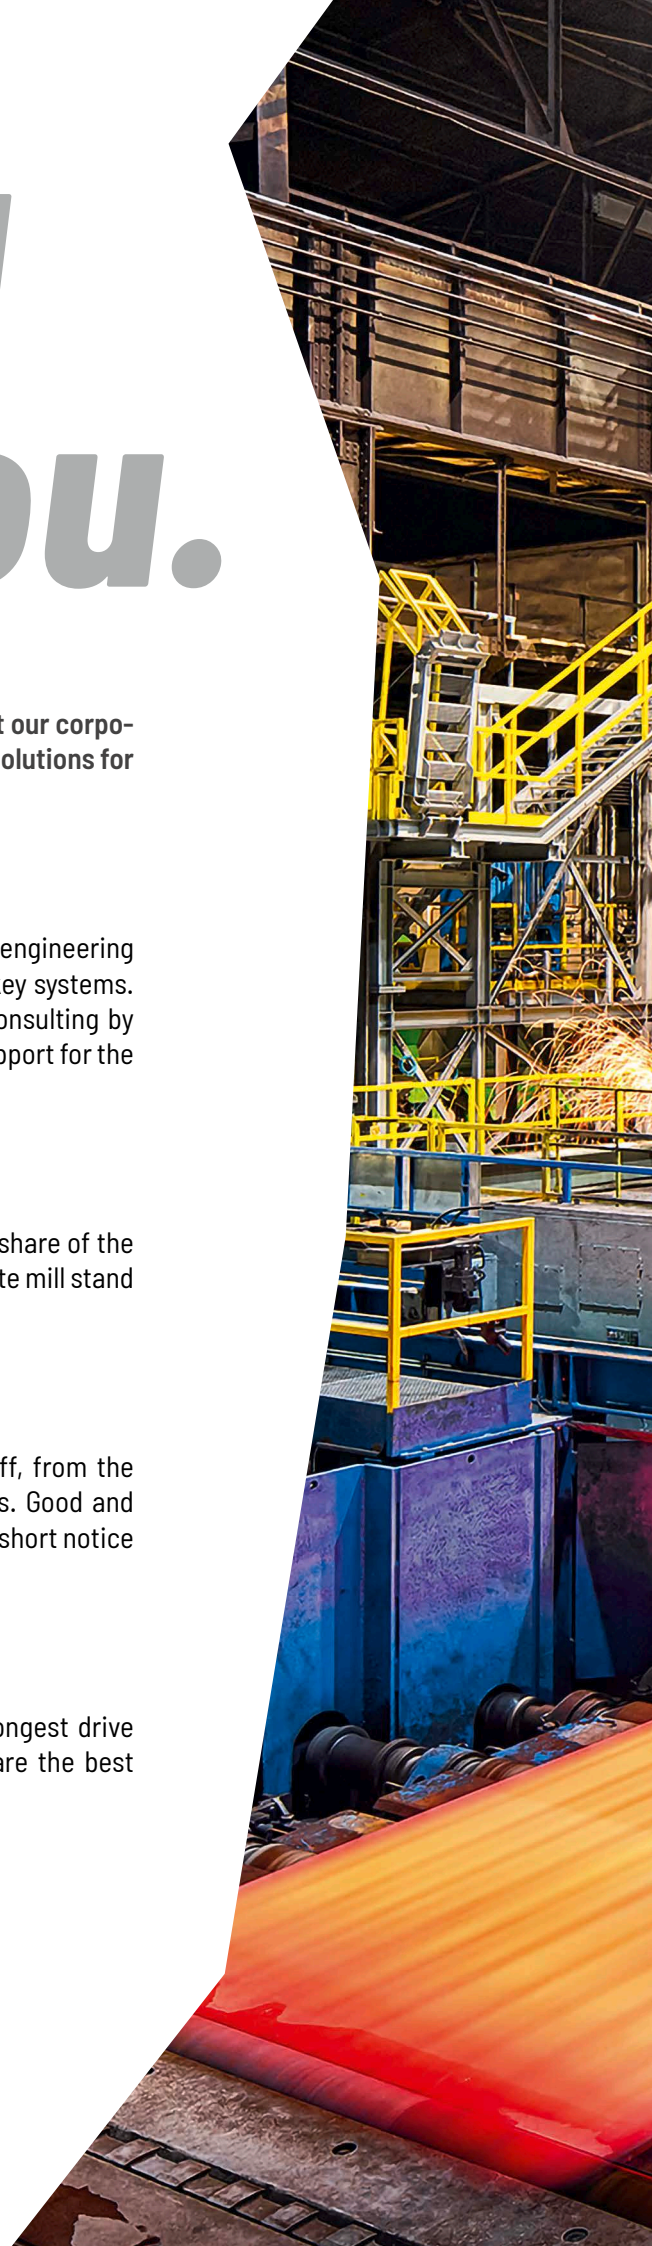 ou.
t our corpo-
olutions for
engineering
ey systems.
onsulting by
pport for the
share of the
te mill stand
ff, from the
s. Good and
short notice
ongest drive
are the best